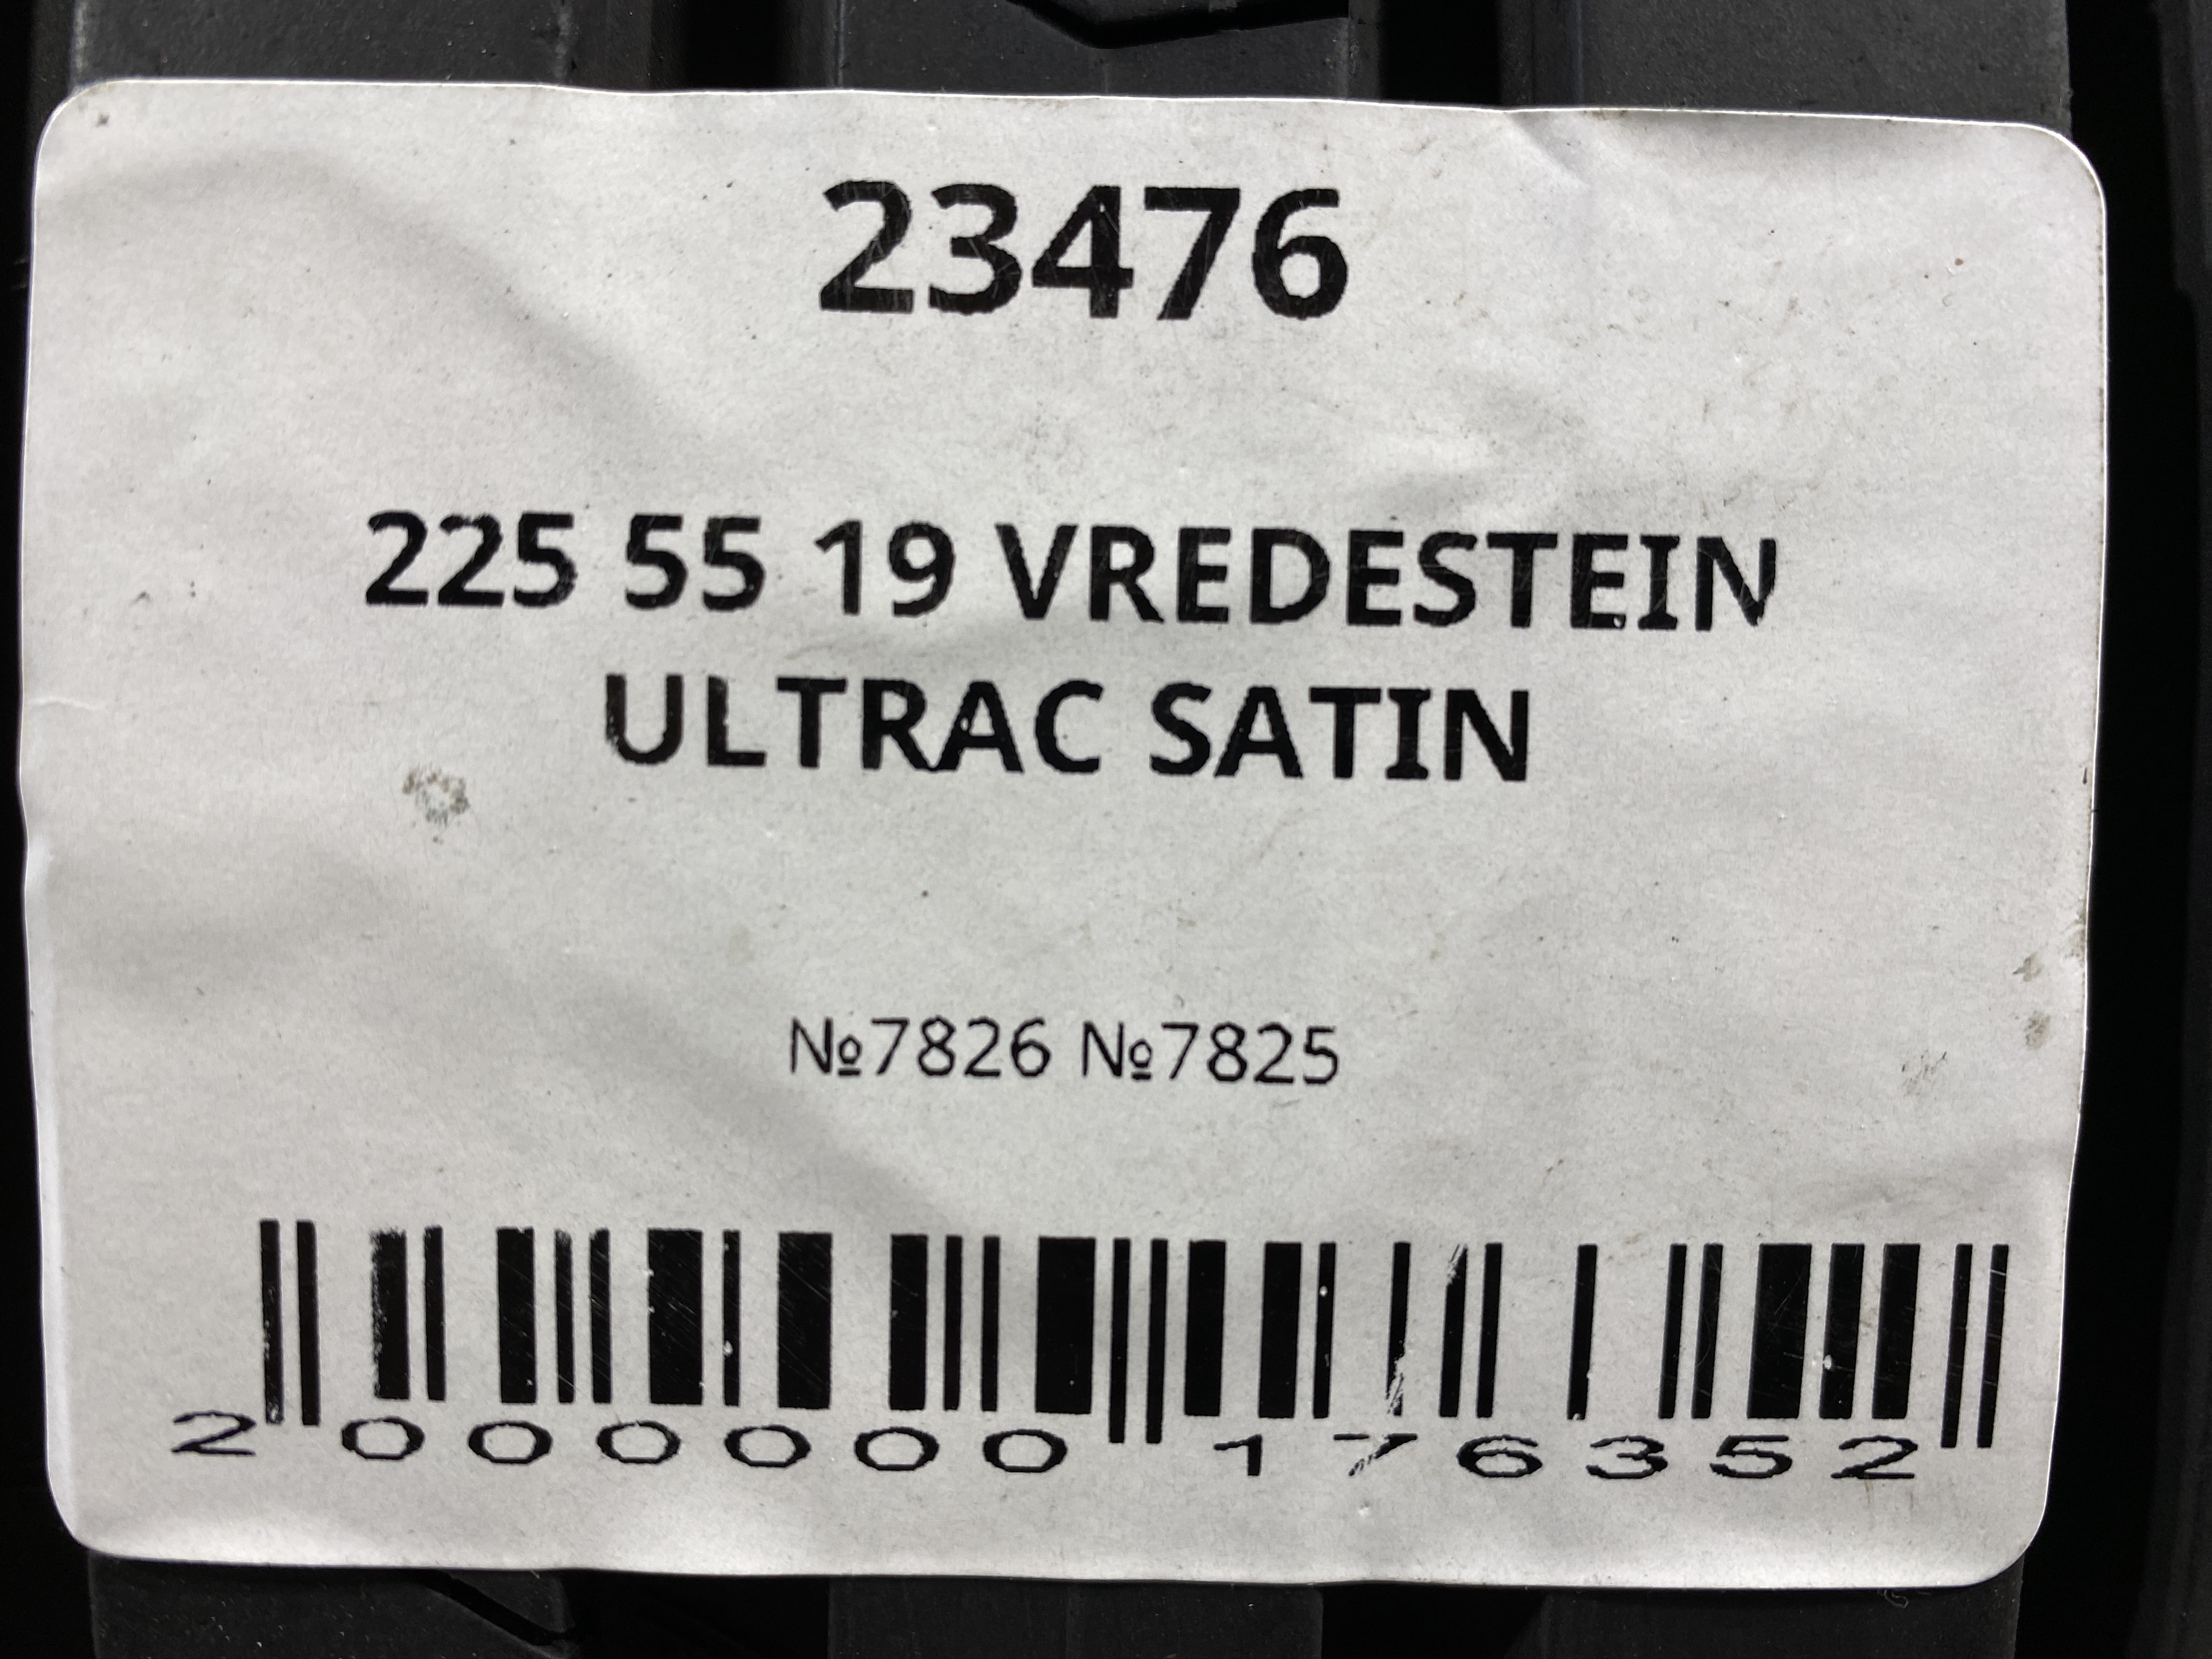 23476
225 55 19 VREDESTEIN
ULTRAC SATIN
№7826 №7825
2 000000 176352